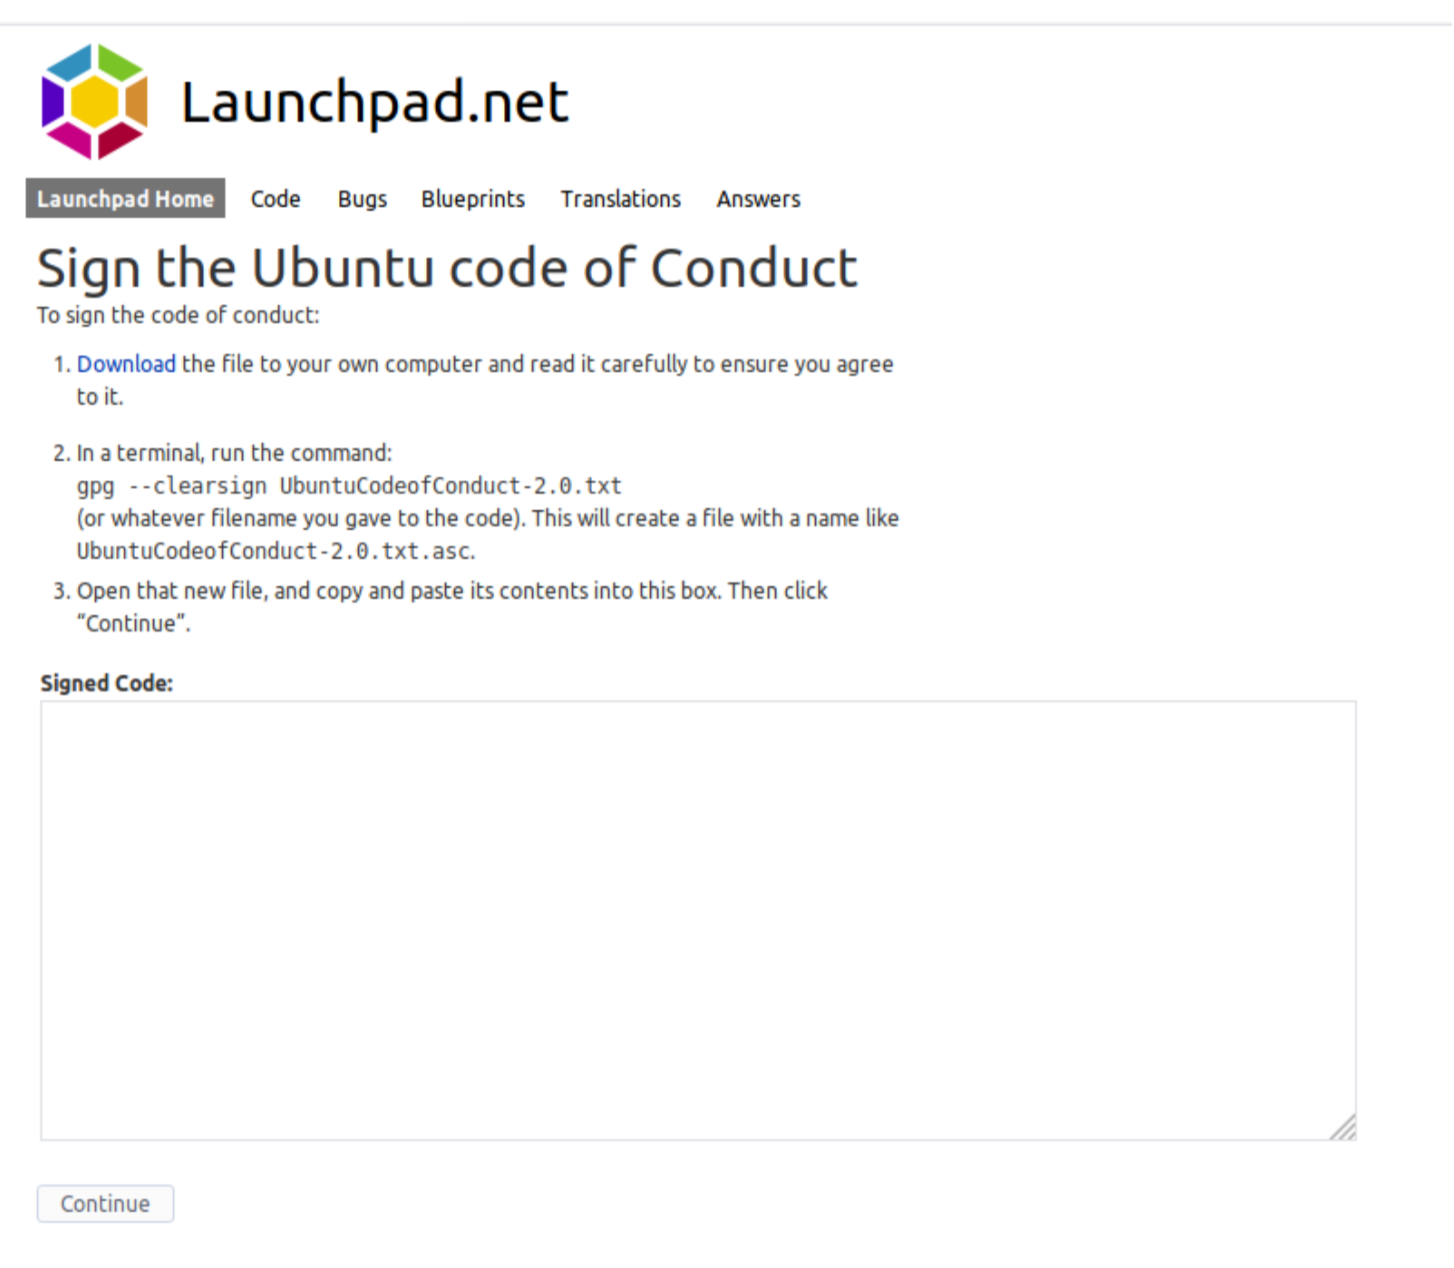 Launchpad.net
Launchpad Home Code Bugs Blueprints Translations Answers
Sign the Ubuntu code of Conduct
To sign the code of conduct:
1. Download the file to your own computer and read it carefully to ensure you agree
to it.
2. In a terminal, run the command:
gpg --clearsign UbuntuCodeofConduct-2.0.txt
(or whatever filename you gave to the code). This will create a file with a name like
UbuntuCodeofConduct-2.0.txt.asc.
3. Open that new file, and copy and paste its contents into this box. Then click
“Continue”.
Signed Code:
Continue